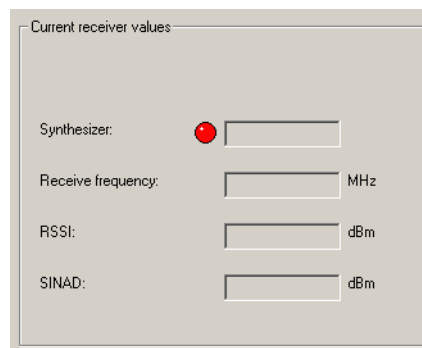 Current receiver values
Synthesizer:
Receive frequency: MHz
RSSI: dBm
SINAD: dBm